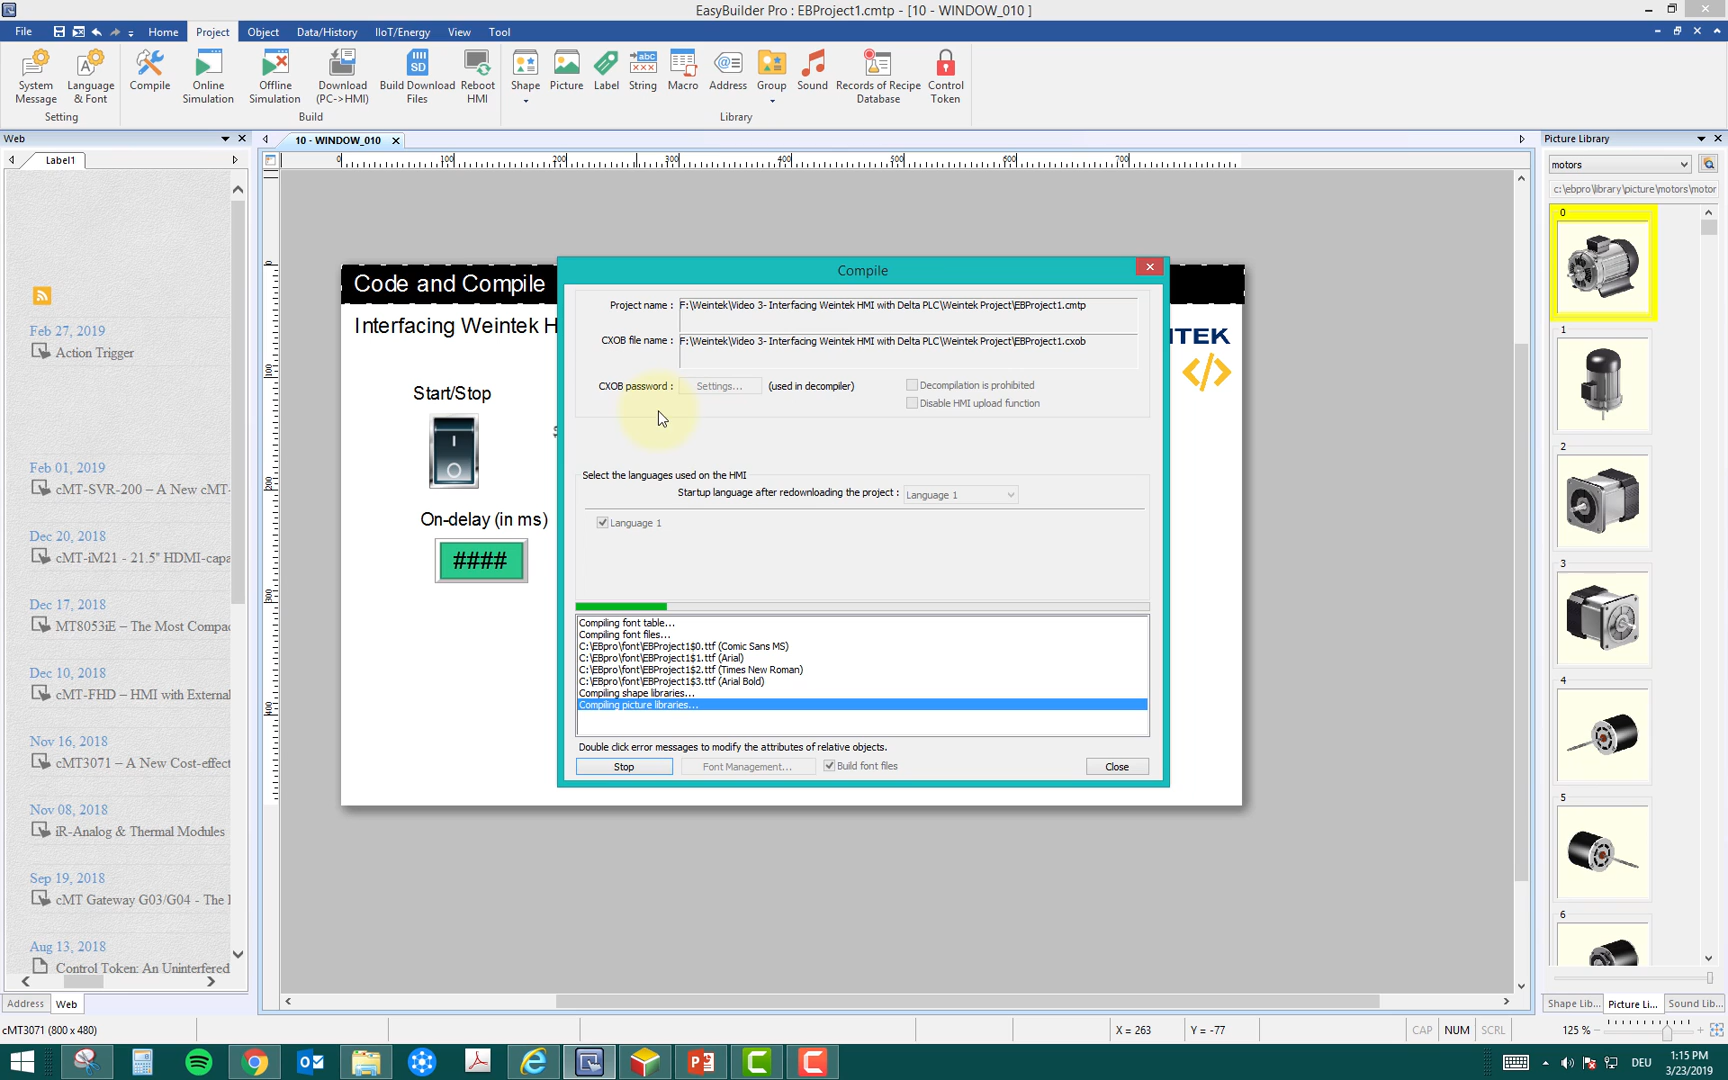 EasyBuilder Pro : EBProject1.cmtp - [10 - WINDOW_010 ]
File Home Project Object Data/History IIoT/Energy View Tool
System Message
Language & Font
Compile
Online Simulation
Offline Simulation
Download (PC->HMI)
Build Download Files
Reboot HMI
Shape
Picture
Label
String
Macro
Address
Group
Sound
Records of Recipe Database
Control Token
Setting
Build
Library
Web
Label1
Feb 27, 2019
Action Trigger
Feb 01, 2019
cMT-SVR-200 – A New cMT-
Dec 20, 2018
cMT-iM21 - 21.5" HDMI-capa
Dec 17, 2018
MT8053iE – The Most Compac
Dec 10, 2018
cMT-FHD – HMI with External
Nov 16, 2018
cMT3071 – A New Cost-effect
Nov 08, 2018
iR-Analog & Thermal Modules
Sep 19, 2018
cMT Gateway G03/G04 - The
Aug 13, 2018
Control Token: An Uninterfered
Address Web
10 - WINDOW_010
0 100 200 300 400 500 600 700
0
100
200
300
400
Code and Compile
Interfacing Weintek H
NTEK
Start/Stop
On-delay (in ms)
####
Compile
Project name : F:\Weintek\Video 3- Interfacing Weintek HMI with Delta PLC\Weintek Project\EBProject1.cmtp
CXOB file name : F:\Weintek\Video 3- Interfacing Weintek HMI with Delta PLC\Weintek Project\EBProject1.cxob
CXOB password : Settings... (used in decompiler)
Decompilation is prohibited
Disable HMI upload function
Select the languages used on the HMI
Startup language after redownloading the project : Language 1
Language 1
Compiling font table...
Compiling font files...
C:\EBpro\font\EBProject1$0.ttf (Comic Sans MS)
C:\EBpro\font\EBProject1$1.ttf (Arial)
C:\EBpro\font\EBProject1$2.ttf (Times New Roman)
C:\EBpro\font\EBProject1$3.ttf (Arial Bold)
Compiling shape libraries...
Compiling picture libraries...
Double click error messages to modify the attributes of relative objects.
Stop Font Management... Build font files Close
Picture Library
motors
c:\ebpro\library\picture\motors\motor
0
1
2
3
4
5
6
Shape Lib... Picture Li... Sound Lib...
cMT3071 (800 x 480)
X = 263
Y = -77
CAP NUM SCRL
125 %
DEU
1:15 PM
3/23/2019